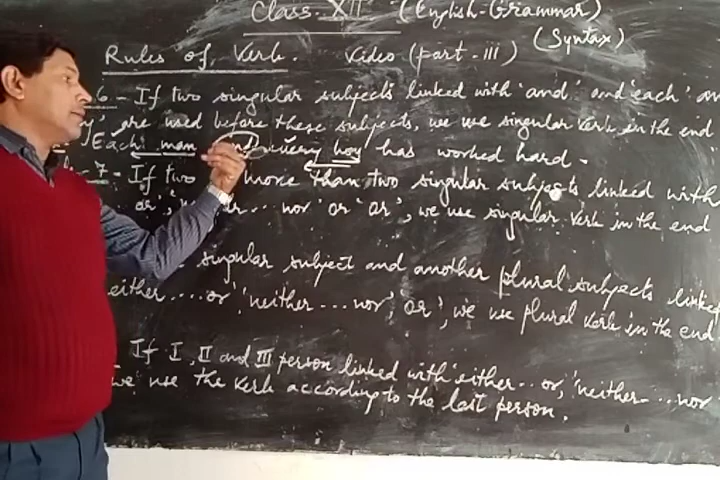 Class-XII (English-Grammar)
(Syntax)
Rules of Verb. Video (part-III)
6- If two singular subjects linked with 'and' and 'each'
are used before these subjects, we use singular verb in the end
Each man and every boy has worked hard -
7- If two more than two singular subjects linked with
nor' or 'or', we use singular verb in the end
singular subject and another plural subjects linked
either.....or', 'neither...nor', 'or', we use plural verb in the end
If I, II and III person linked with 'either...or, 'neither-...nor
we use the verb according to the last person.